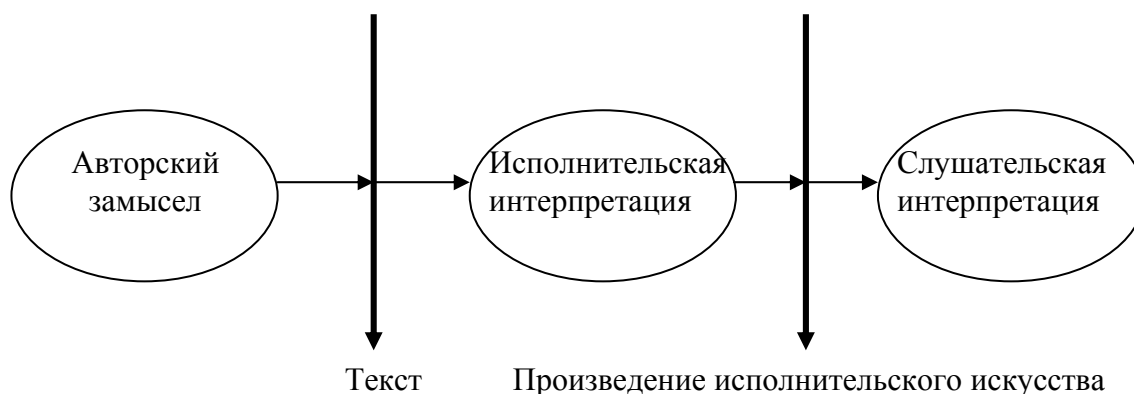 Авторский
замысел
Исполнительская
интерпретация
Слушательская
интерпретация
Текст
Произведение исполнительского искусства